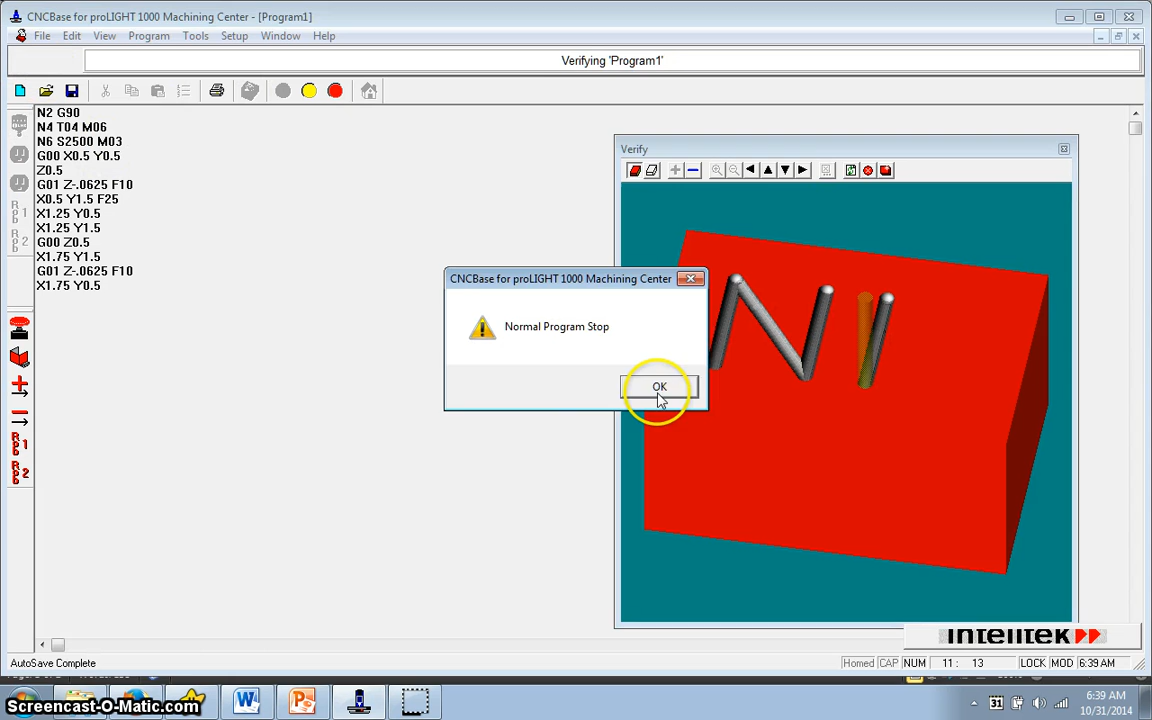 CNCBase for proLIGHT 1000 Machining Center - [Program1]
File Edit View Program Tools Setup Window Help
Verifying 'Program1'
N2 G90
N4 T04 M06
N6 S2500 M03
G00 X0.5 Y0.5
Z0.5
G01 Z-.0625 F10
X0.5 Y1.5 F25
X1.25 Y0.5
X1.25 Y1.5
G00 Z0.5
X1.75 Y1.5
G01 Z-.0625 F10
X1.75 Y0.5
Verify
CNCBase for proLIGHT 1000 Machining Center
Normal Program Stop
OK
intelitek
AutoSave Complete
Homed CAP NUM 11 : 13 LOCK MOD 6:39 AM
Screencast-O-Matic.com
31
6:39 AM
10/31/2014